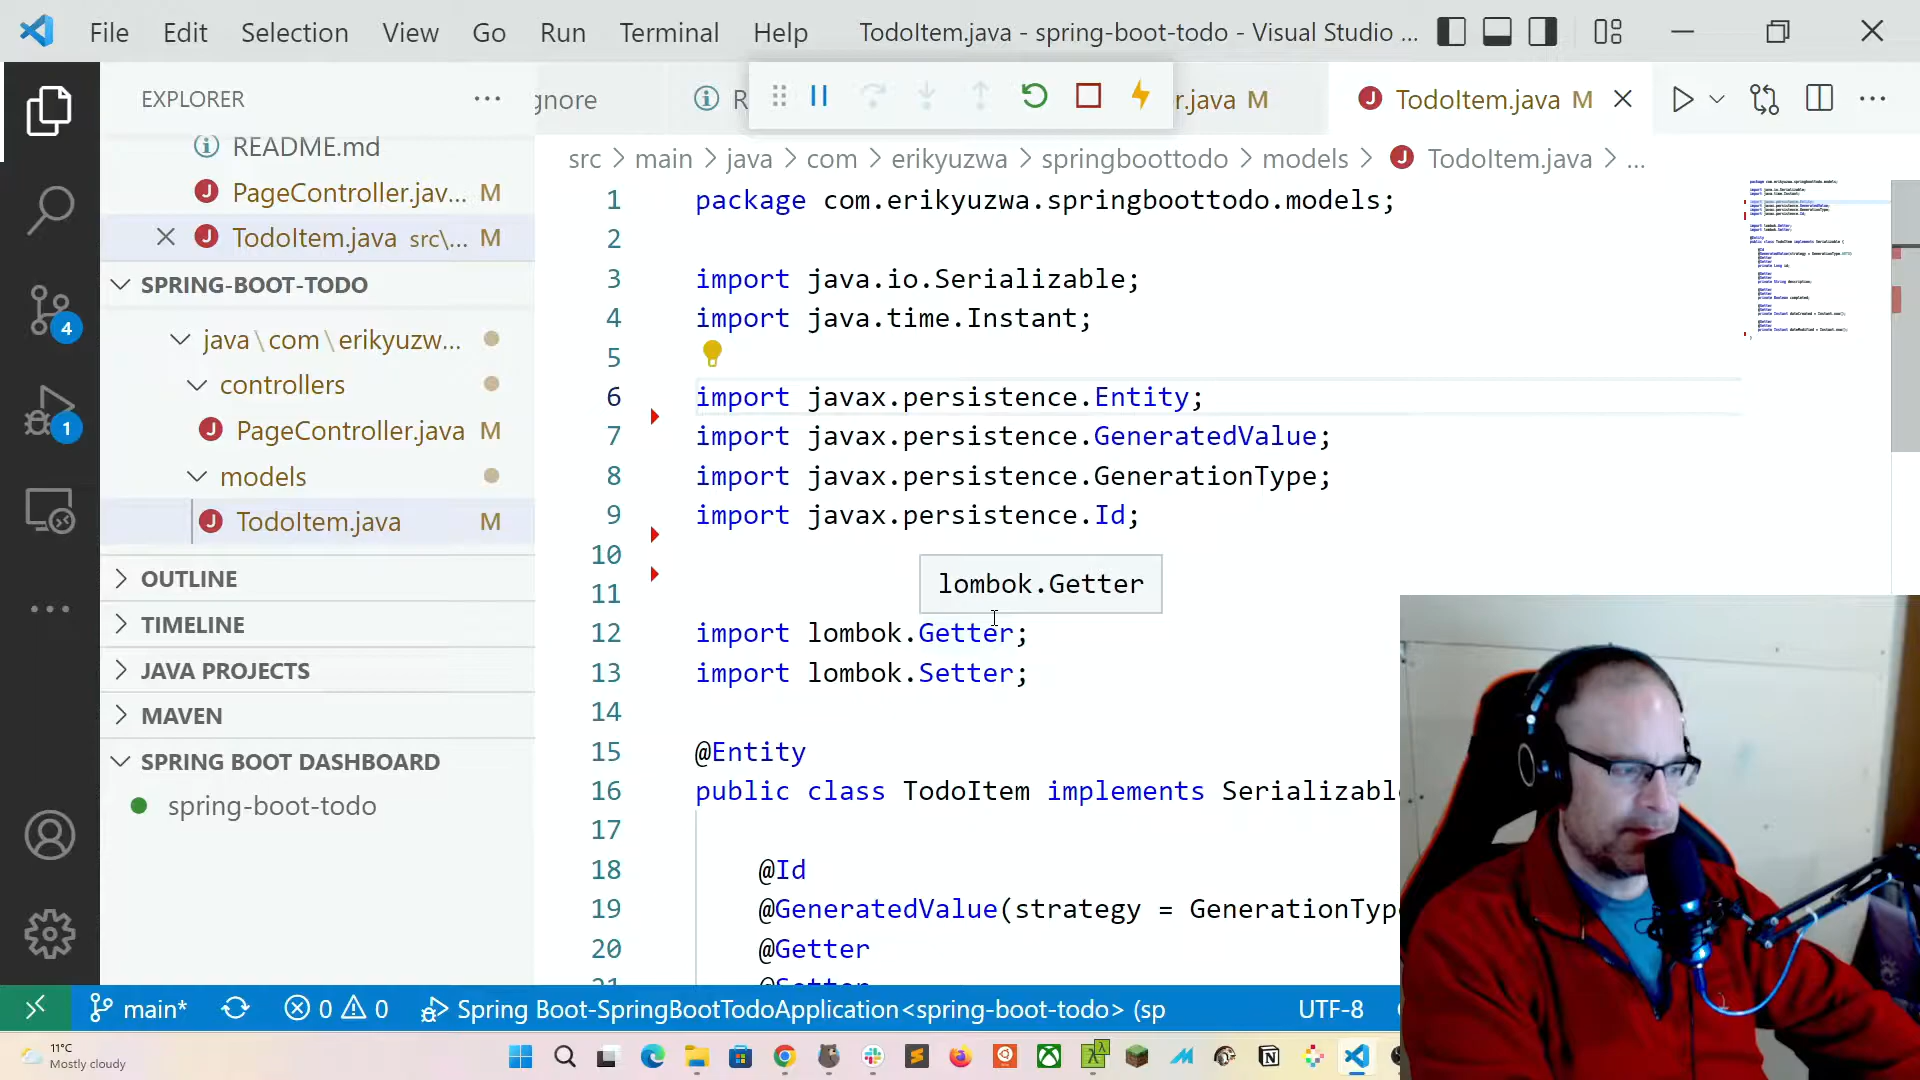 File Edit Selection View Go Run Terminal Help TodoItem.java - spring-boot-todo - Visual Studio ...
EXPLORER
gnore
R
r.java M
TodoItem.java M
README.md
PageController.jav... M
TodoItem.java src\... M
SPRING-BOOT-TODO
java\com\erikyuzw...
controllers
PageController.java M
models
TodoItem.java M
OUTLINE
TIMELINE
JAVA PROJECTS
MAVEN
SPRING BOOT DASHBOARD
spring-boot-todo
4
1
src > main > java > com > erikyuzwa > springboottodo > models > TodoItem.java > ...
1 package com.erikyuzwa.springboottodo.models;
2
3 import java.io.Serializable;
4 import java.time.Instant;
5
6 import javax.persistence.Entity;
7 import javax.persistence.GeneratedValue;
8 import javax.persistence.GenerationType;
9 import javax.persistence.Id;
10
lombok.Getter
11
12 import lombok.Getter;
13 import lombok.Setter;
14
15 @Entity
16 public class TodoItem implements Serializabl
17
18 @Id
19 @GeneratedValue(strategy = GenerationTyp
20 @Getter
21 @Setter
main* 0 0 Spring Boot-SpringBootTodoApplication<spring-boot-todo> (sp UTF-8
11°C
Mostly cloudy